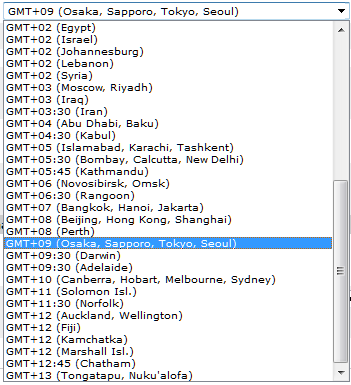 GMT+09 (Osaka, Sapporo, Tokyo, Seoul)
GMT+02 (Egypt)
GMT+02 (Israel)
GMT+02 (Johannesburg)
GMT+02 (Lebanon)
GMT+02 (Syria)
GMT+03 (Moscow, Riyadh)
GMT+03 (Iraq)
GMT+03:30 (Iran)
GMT+04 (Abu Dhabi, Baku)
GMT+04:30 (Kabul)
GMT+05 (Islamabad, Karachi, Tashkent)
GMT+05:30 (Bombay, Calcutta, New Delhi)
GMT+05:45 (Kathmandu)
GMT+06 (Novosibirsk, Omsk)
GMT+06:30 (Rangoon)
GMT+07 (Bangkok, Hanoi, Jakarta)
GMT+08 (Beijing, Hong Kong, Shanghai)
GMT+08 (Perth)
GMT+09 (Osaka, Sapporo, Tokyo, Seoul)
GMT+09:30 (Darwin)
GMT+09:30 (Adelaide)
GMT+10 (Canberra, Hobart, Melbourne, Sydney)
GMT+11 (Solomon Isl.)
GMT+11:30 (Norfolk)
GMT+12 (Auckland, Wellington)
GMT+12 (Fiji)
GMT+12 (Kamchatka)
GMT+12 (Marshall Isl.)
GMT+12:45 (Chatham)
GMT+13 (Tongatapu, Nuku'alofa)